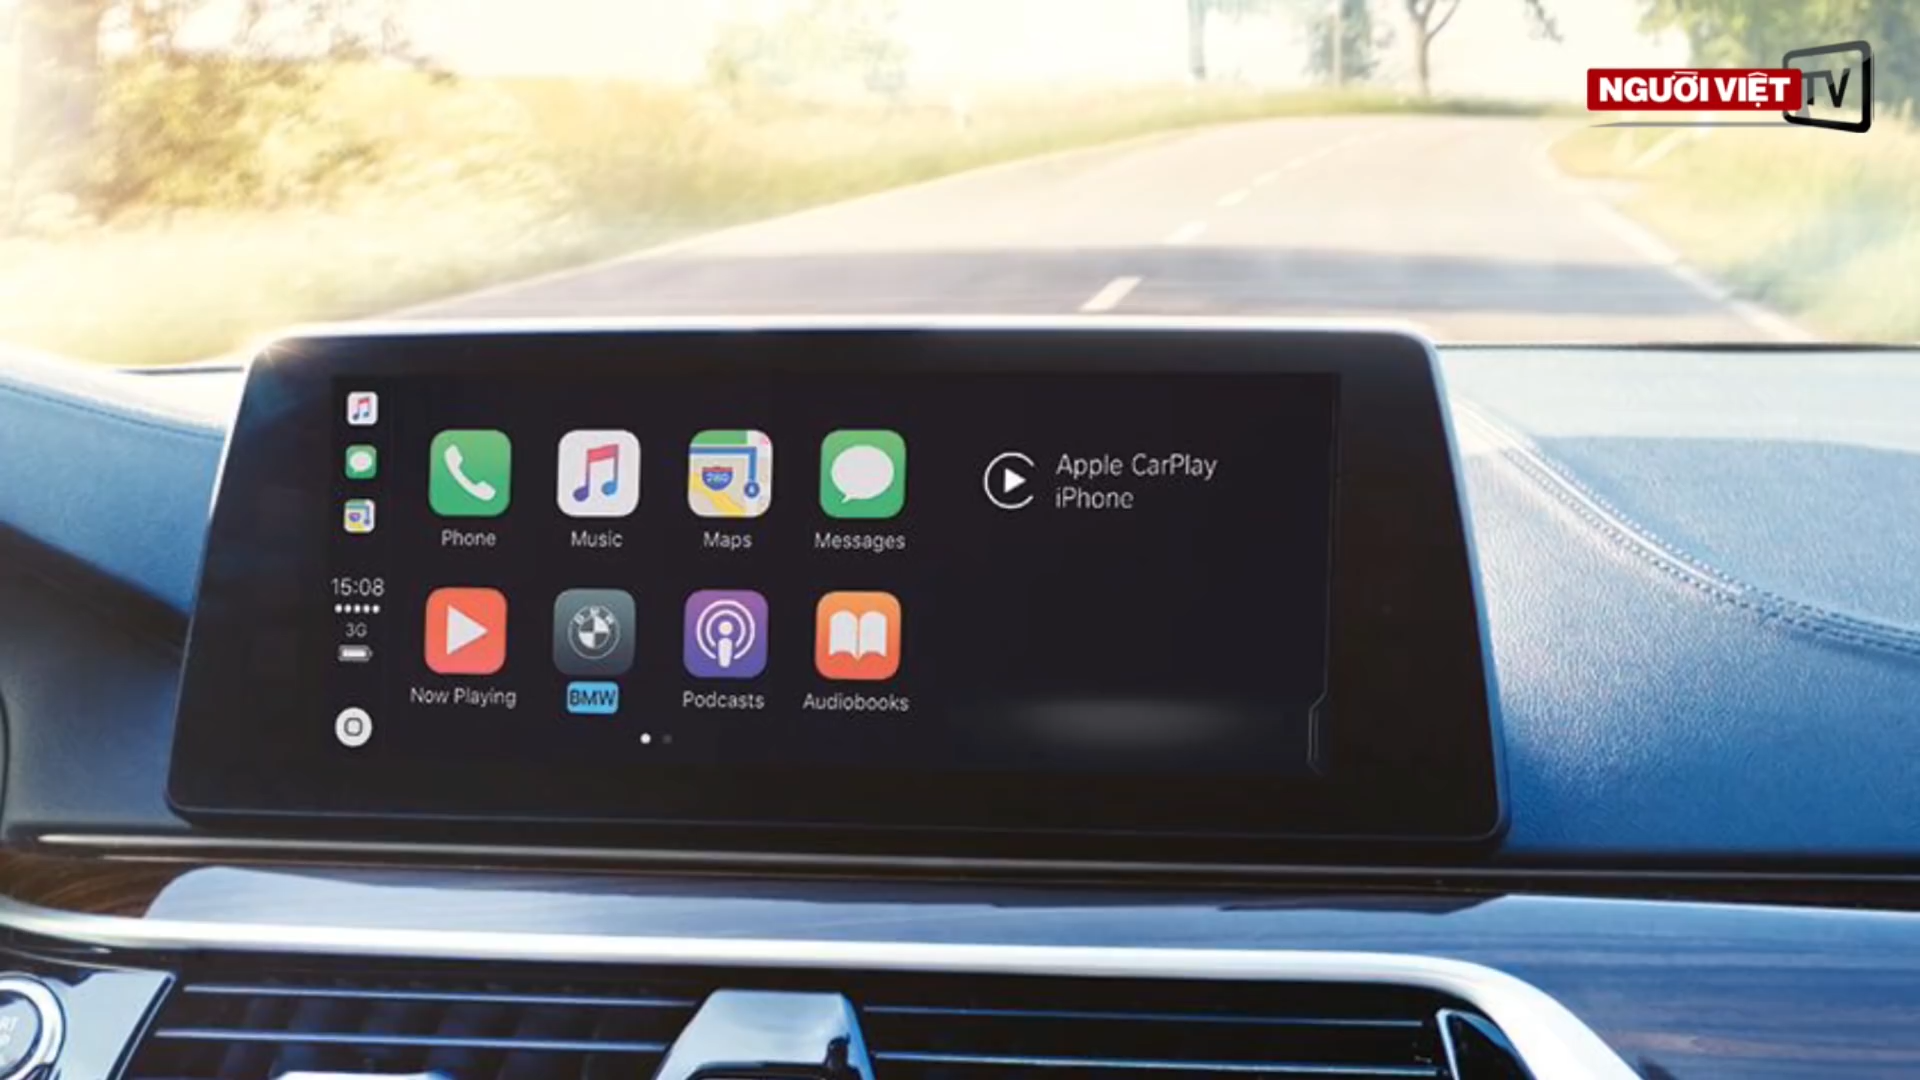 NGƯỜI VIỆT TV
Apple CarPlay
iPhone
Phone
Music
Maps
Messages
15:08
3G
Now Playing
BMW
Podcasts
Audiobooks